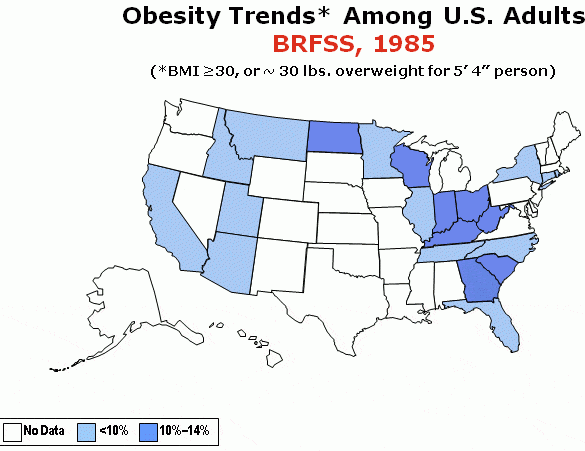 Obesity Trends* Among U.S. Adults
BRFSS, 1985
(*BMI ≥30, or ~ 30 lbs. overweight for 5’ 4” person)
No Data <10% 10%–14%